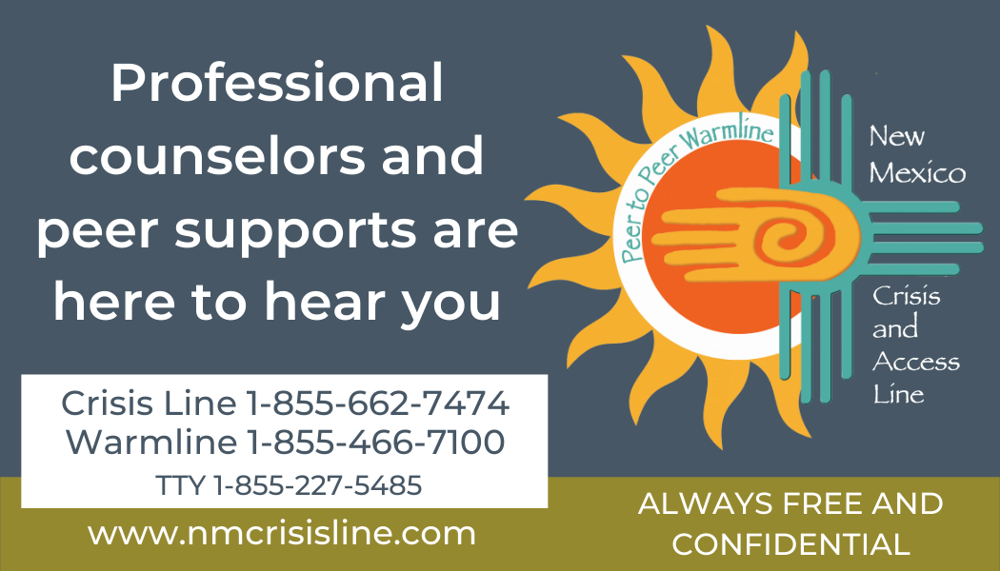 Professional
counselors and
peer supports are
here to hear you
Crisis Line 1-855-662-7474
Warmline 1-855-466-7100
TTY 1-855-227-5485
www.nmcrisisline.com
Peer to Peer Warmline
New
Mexico
Crisis
and
Access
Line
ALWAYS FREE AND
CONFIDENTIAL